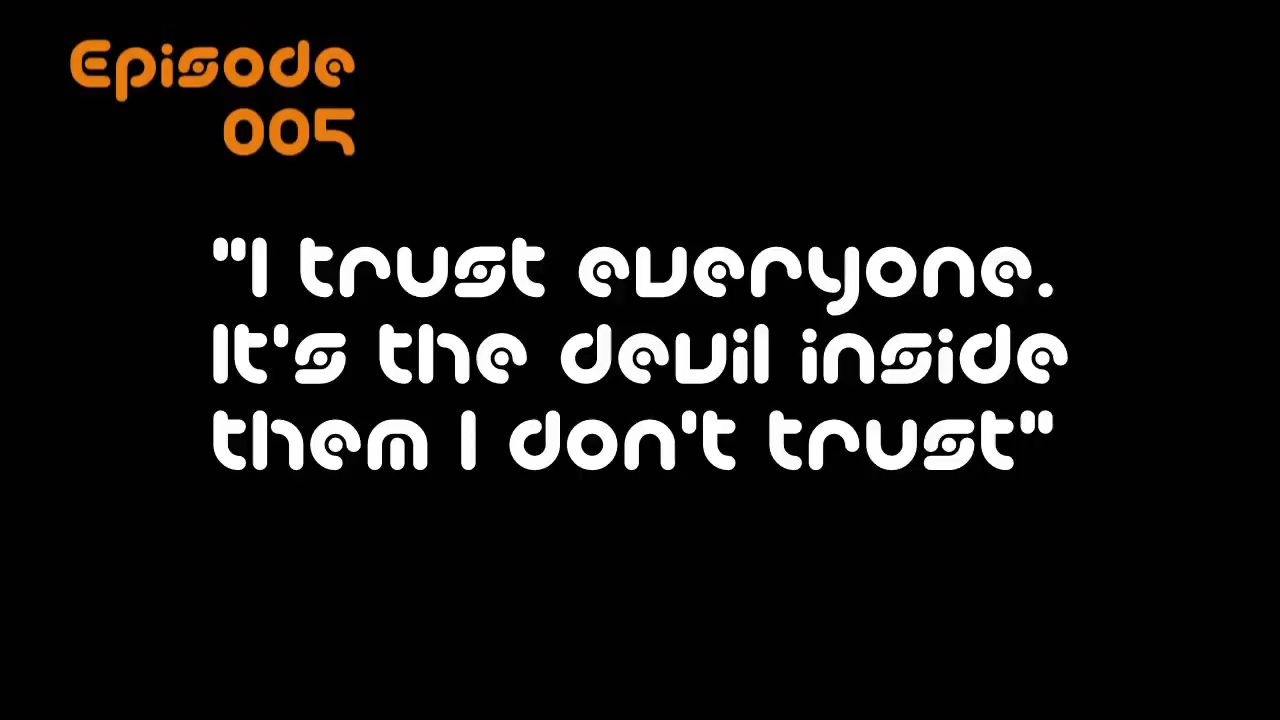 Episode
005
"I trust everyone.
It's the devil inside
them I don't trust"